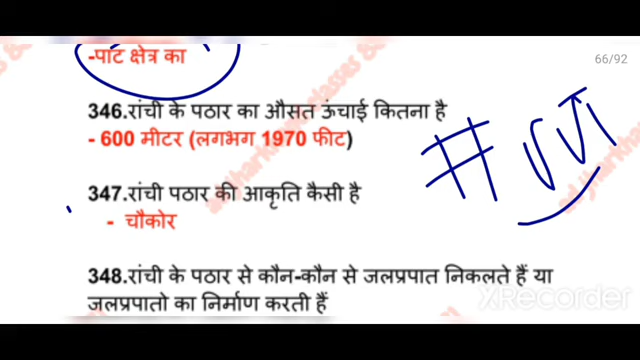 -पाट क्षेत्र का
66/92
346.रांची के पठार का औसत ऊंचाई कितना है
- 600 मीटर (लगभग 1970 फीट)
347.रांची पठार की आकृति कैसी है
- चौकोर
348.रांची के पठार से कौन-कौन से जलप्रपात निकलते हैं या
जलप्रपातो का निर्माण करती हैं
XRecorder